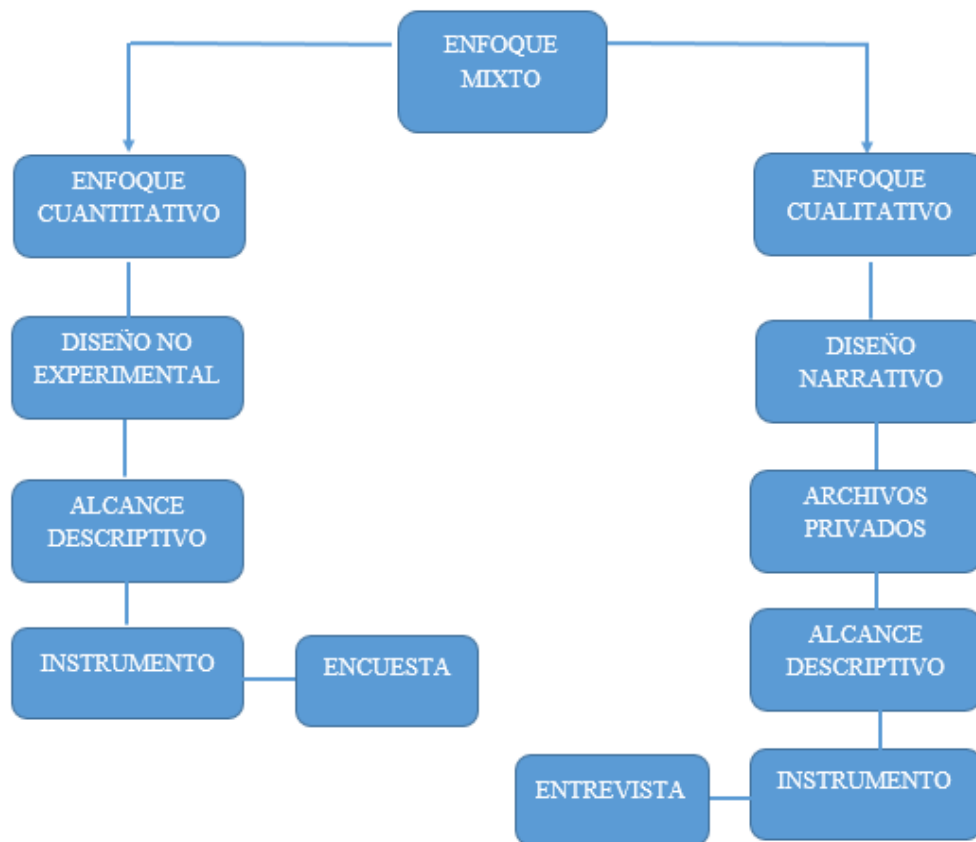 ENFOQUE
MIXTO
ENFOQUE
CUANTITATIVO
DISEÑO NO
EXPERIMENTAL
ALCANCE
DESCRIPTIVO
INSTRUMENTO
ENCUESTA
ENFOQUE
CUALITATIVO
DISEÑO
NARRATIVO
ARCHIVOS
PRIVADOS
ALCANCE
DESCRIPTIVO
INSTRUMENTO
ENTREVISTA